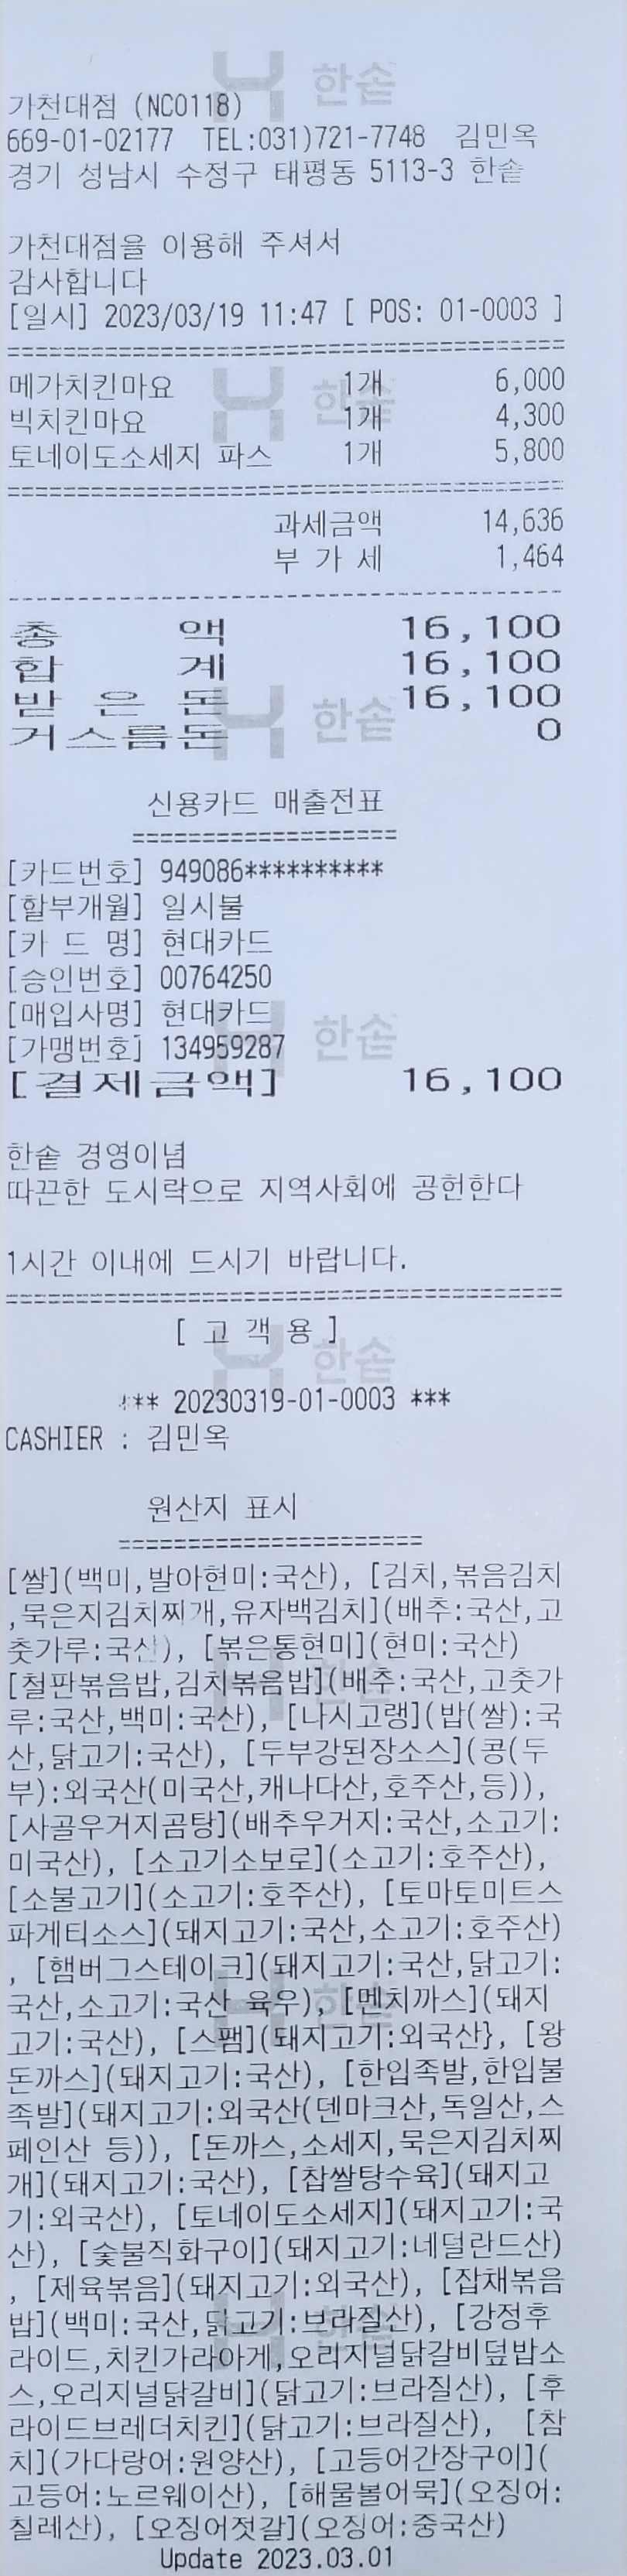 가천대점 (NC0118)
669-01-02177 TEL:031)721-7748 김민옥
경기 성남시 수정구 태평동 5113-3 한솥
가천대점을 이용해 주셔서
감사합니다
[일시] 2023/03/19 11:47 [ POS: 01-0003 ]
========================================
메가치킨마요 1개 6,000
빅치킨마요 1개 4,300
토네이도소세지 파스 1개 5,800
========================================
과세금액 14,636
부 가 세 1,464
----------------------------------------
총 액 16,100
합 계 16,100
받 은 돈 16,100
거스름돈 0
신용카드 매출전표
===================
[카드번호] 949086**********
[할부개월] 일시불
[카 드 명] 현대카드
[승인번호] 00764250
[매입사명] 현대카드
[가맹번호] 134959287
[결제금액] 16,100
한솥 경영이념
따끈한 도시락으로 지역사회에 공헌한다
1시간 이내에 드시기 바랍니다.
========================================
[ 고 객 용 ]
*** 20230319-01-0003 ***
CASHIER : 김민옥
원산지 표시
======================
[쌀](백미,발아현미:국산), [김치,볶음김치
,묵은지김치찌개,유자백김치](배추:국산,고
춧가루:국산), [볶은통현미](현미:국산)
[철판볶음밥,김치볶음밥](배추:국산,고춧가
루:국산,백미:국산), [나시고랭](밥(쌀):국
산,닭고기:국산), [두부강된장소스](콩(두
부):외국산(미국산,캐나다산,호주산,등)),
[사골우거지곰탕](배추우거지:국산,소고기:
미국산), [소고기소보로](소고기:호주산),
[소불고기](소고기:호주산), [토마토미트스
파게티소스](돼지고기:국산,소고기:호주산)
, [햄버그스테이크](돼지고기:국산,닭고기:
국산,소고기:국산 육우), [멘치까스](돼지
고기:국산), [스팸](돼지고기:외국산}, [왕
돈까스](돼지고기:국산), [한입족발,한입불
족발](돼지고기:외국산(덴마크산,독일산,스
페인산 등)), [돈까스,소세지,묵은지김치찌
개](돼지고기:국산), [찹쌀탕수육](돼지고
기:외국산), [토네이도소세지](돼지고기:국
산), [숯불직화구이](돼지고기:네덜란드산)
, [제육볶음](돼지고기:외국산), [잡채볶음
밥](백미:국산,닭고기:브라질산), [강정후
라이드,치킨가라아게,오리지널닭갈비덮밥소
스,오리지널닭갈비](닭고기:브라질산), [후
라이드브레더치킨](닭고기:브라질산), [참
치](가다랑어:원양산), [고등어간장구이](
고등어:노르웨이산), [해물볼어묵](오징어:
칠레산), [오징어젓갈](오징어:중국산)
Update 2023.03.01